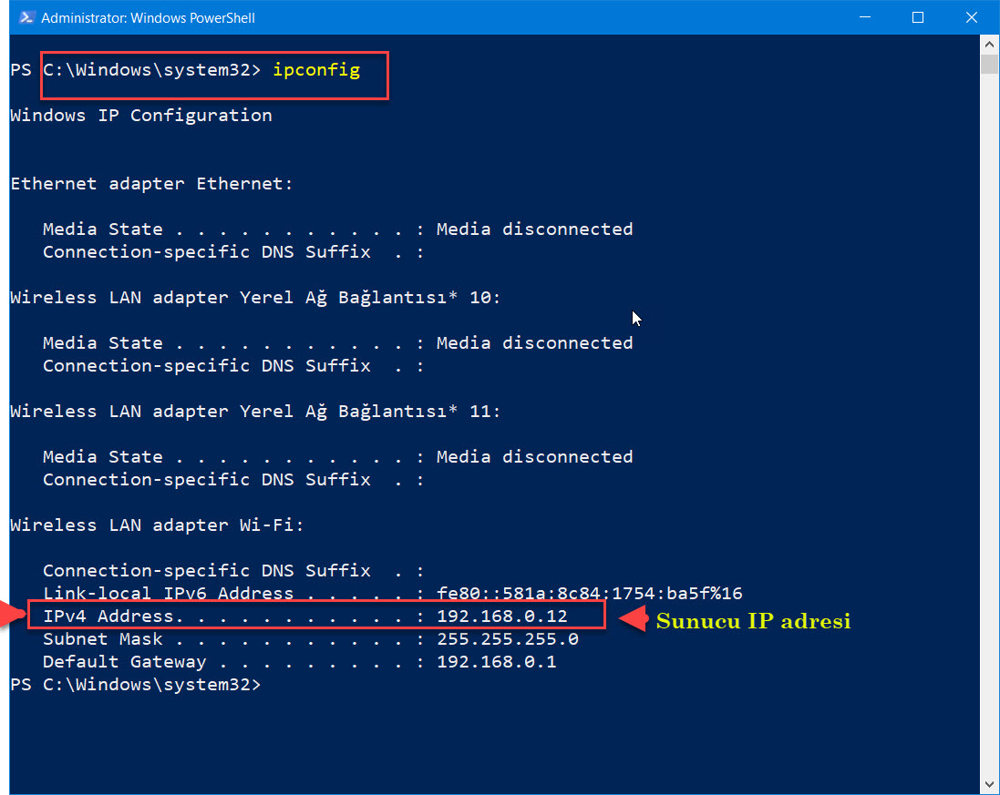 Administrator: Windows PowerShell
PS C:\Windows\system32> ipconfig
Windows IP Configuration
Ethernet adapter Ethernet:
Media State . . . . . . . . . . . : Media disconnected
Connection-specific DNS Suffix  . :
Wireless LAN adapter Yerel Ağ Bağlantısı* 10:
Media State . . . . . . . . . . . : Media disconnected
Connection-specific DNS Suffix  . :
Wireless LAN adapter Yerel Ağ Bağlantısı* 11:
Media State . . . . . . . . . . . : Media disconnected
Connection-specific DNS Suffix  . :
Wireless LAN adapter Wi-Fi:
Connection-specific DNS Suffix  . :
Link-local IPv6 Address . . . . . : fe80::581a:8c84:1754:ba5f%16
IPv4 Address. . . . . . . . . . . : 192.168.0.12
Sunucu IP adresi
Subnet Mask . . . . . . . . . . . : 255.255.255.0
Default Gateway . . . . . . . . . : 192.168.0.1
PS C:\Windows\system32>